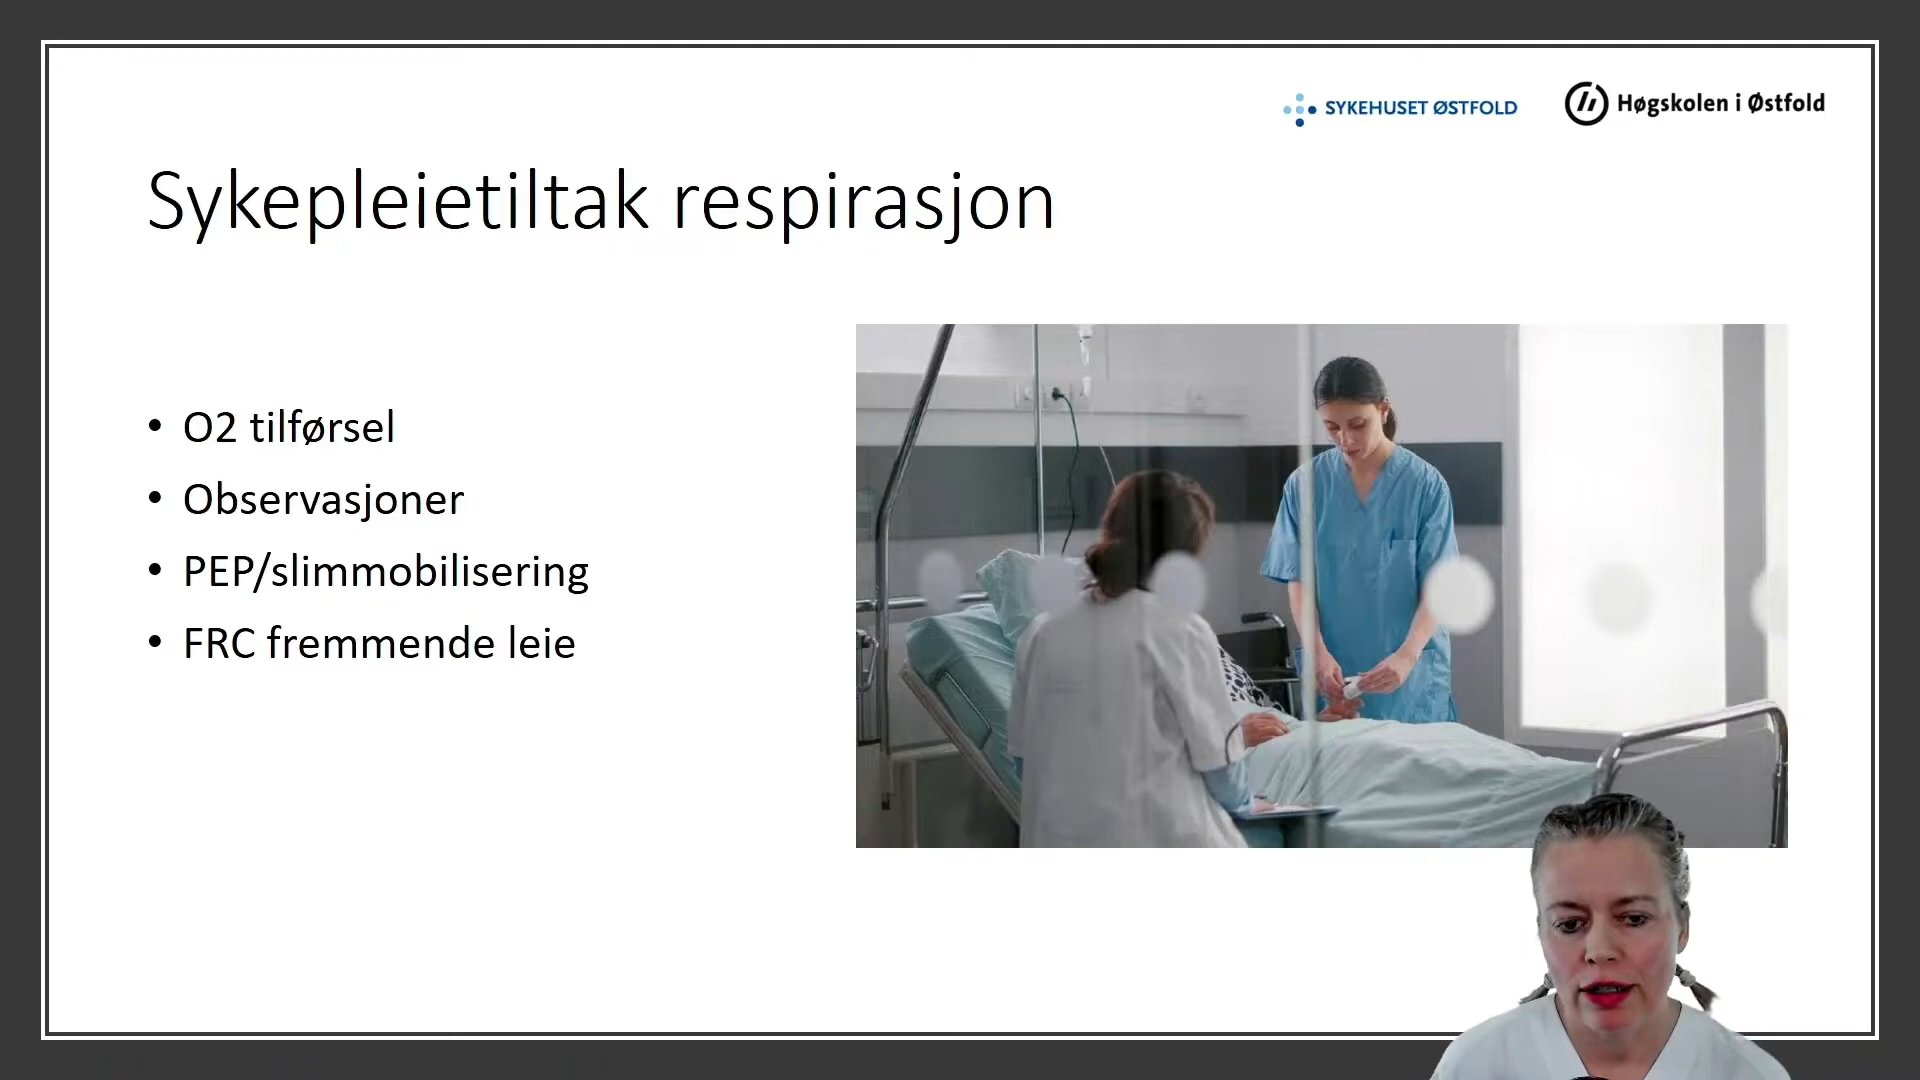 SYKEHUSET ØSTFOLD
Høgskolen i Østfold
Sykepleietiltak respirasjon
• O2 tilførsel
• Observasjoner
• PEP/slimmobilisering
• FRC fremmende leie